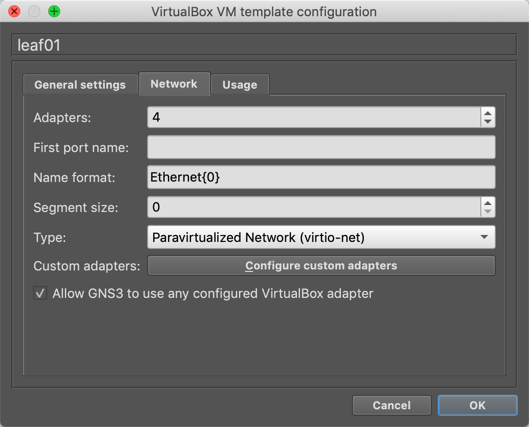 VirtualBox VM template configuration
leaf01
General settings Network Usage
Adapters: 4
First port name:
Name format: Ethernet{0}
Segment size: 0
Type: Paravirtualized Network (virtio-net)
Custom adapters: Configure custom adapters
Allow GNS3 to use any configured VirtualBox adapter
Cancel OK